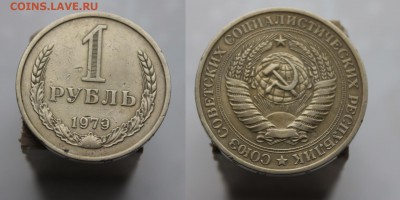 COINS.LAVE.RU
1
РУБЛЬ
1979
СОЮЗ СОВЕТСКИХ СОЦИАЛИСТИЧЕСКИХ РЕСПУБЛИК